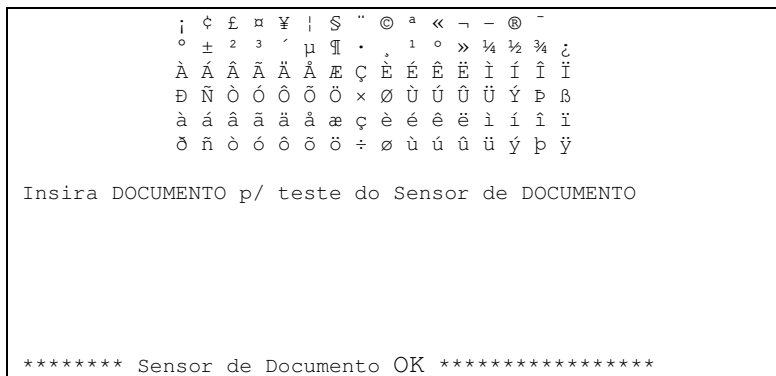 ¡ ¢ £ ¤ ¥ ¦ § ¨ © ª « ¬ – ® ¯
° ± ² ³ ´ µ ¶ · ¸ ¹ º » ¼ ½ ¾ ¿
À Á Â Ã Ä Å Æ Ç È É Ê Ë Ì Í Î Ï
Ð Ñ Ò Ó Ô Õ Ö × Ø Ù Ú Û Ü Ý Þ ß
à á â ã ä å æ ç è é ê ë ì í î ï
ð ñ ò ó ô õ ö ÷ ø ù ú û ü ý þ ÿ
Insira DOCUMENTO p/ teste do Sensor de DOCUMENTO
******** Sensor de Documento OK *****************